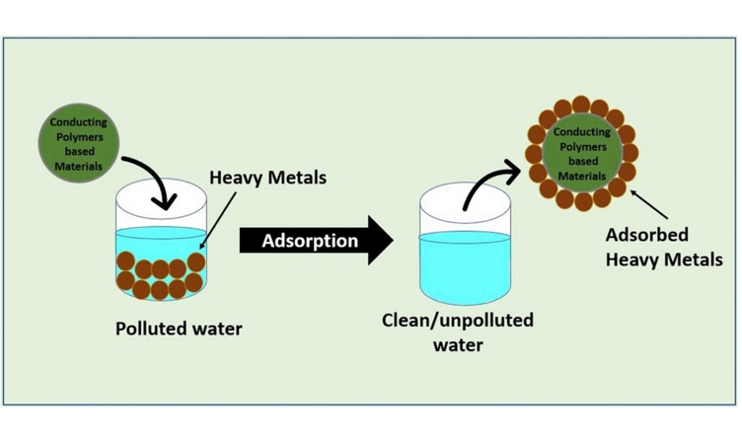 Conducting
Polymers
based
Materials
Heavy Metals
Polluted water
Adsorption
Clean/unpolluted
water
Conducting
Polymers
based
Materials
Adsorbed
Heavy Metals